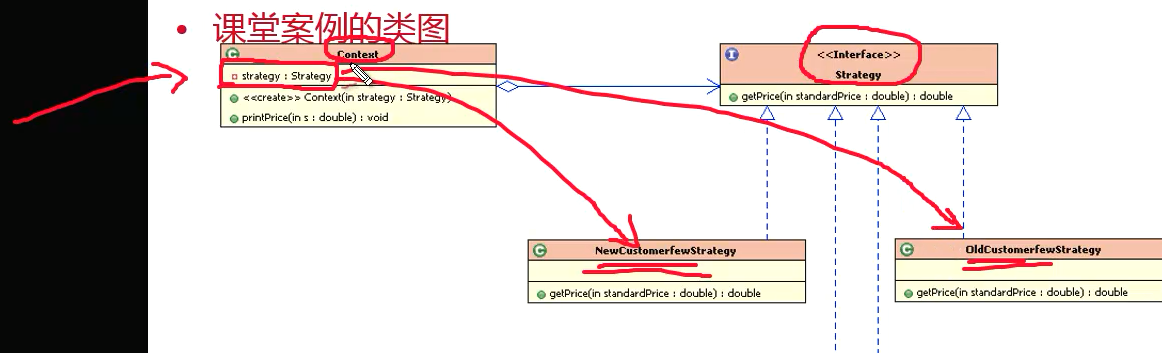 • 课堂案例的类图
Context
strategy : Strategy
<<create>> Context(in strategy : Strategy)
printPrice(in s : double) : void
<<Interface>>
Strategy
getPrice(in standardPrice : double) : double
NewCustomerfewStrategy
getPrice(in standardPrice : double) : double
OldCustomerfewStrategy
getPrice(in standardPrice : double) : double